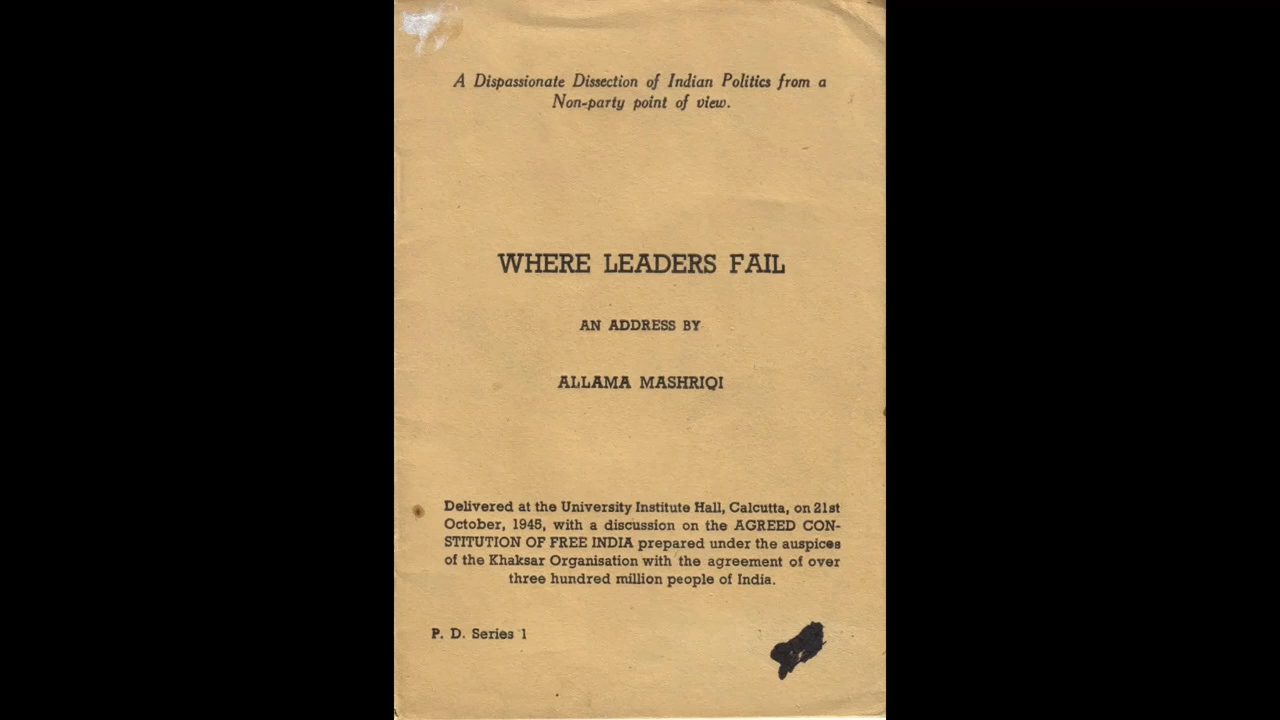 A Dispassionate Dissection of Indian Politics from a
Non-party point of view.
WHERE LEADERS FAIL
AN ADDRESS BY
ALLAMA MASHRIQI
Delivered at the University Institute Hall, Calcutta, on 21st
October, 1945, with a discussion on the AGREED CON-
STITUTION OF FREE INDIA prepared under the auspices
of the Khaksar Organisation with the agreement of over
three hundred million people of India.
P. D. Series 1